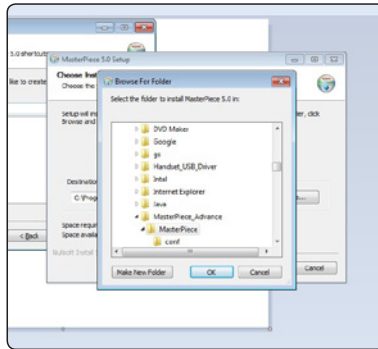 5.0 shortcuts
like to create
< Back
MasterPiece 5.0 Setup
Choose Inst
Choose the
Setup will ins
Browse and
der, click
Destination
C:\Prog
Space requir
Space availa
Nullsoft Install
Cancel
Browse For Folder
Select the folder to install MasterPiece 5.0 in:
DVD Maker
Google
gs
Handset_USB_Driver
Intel
Internet Explorer
Java
MasterPiece_Advance
MasterPiece
conf
Make New Folder
OK
Cancel